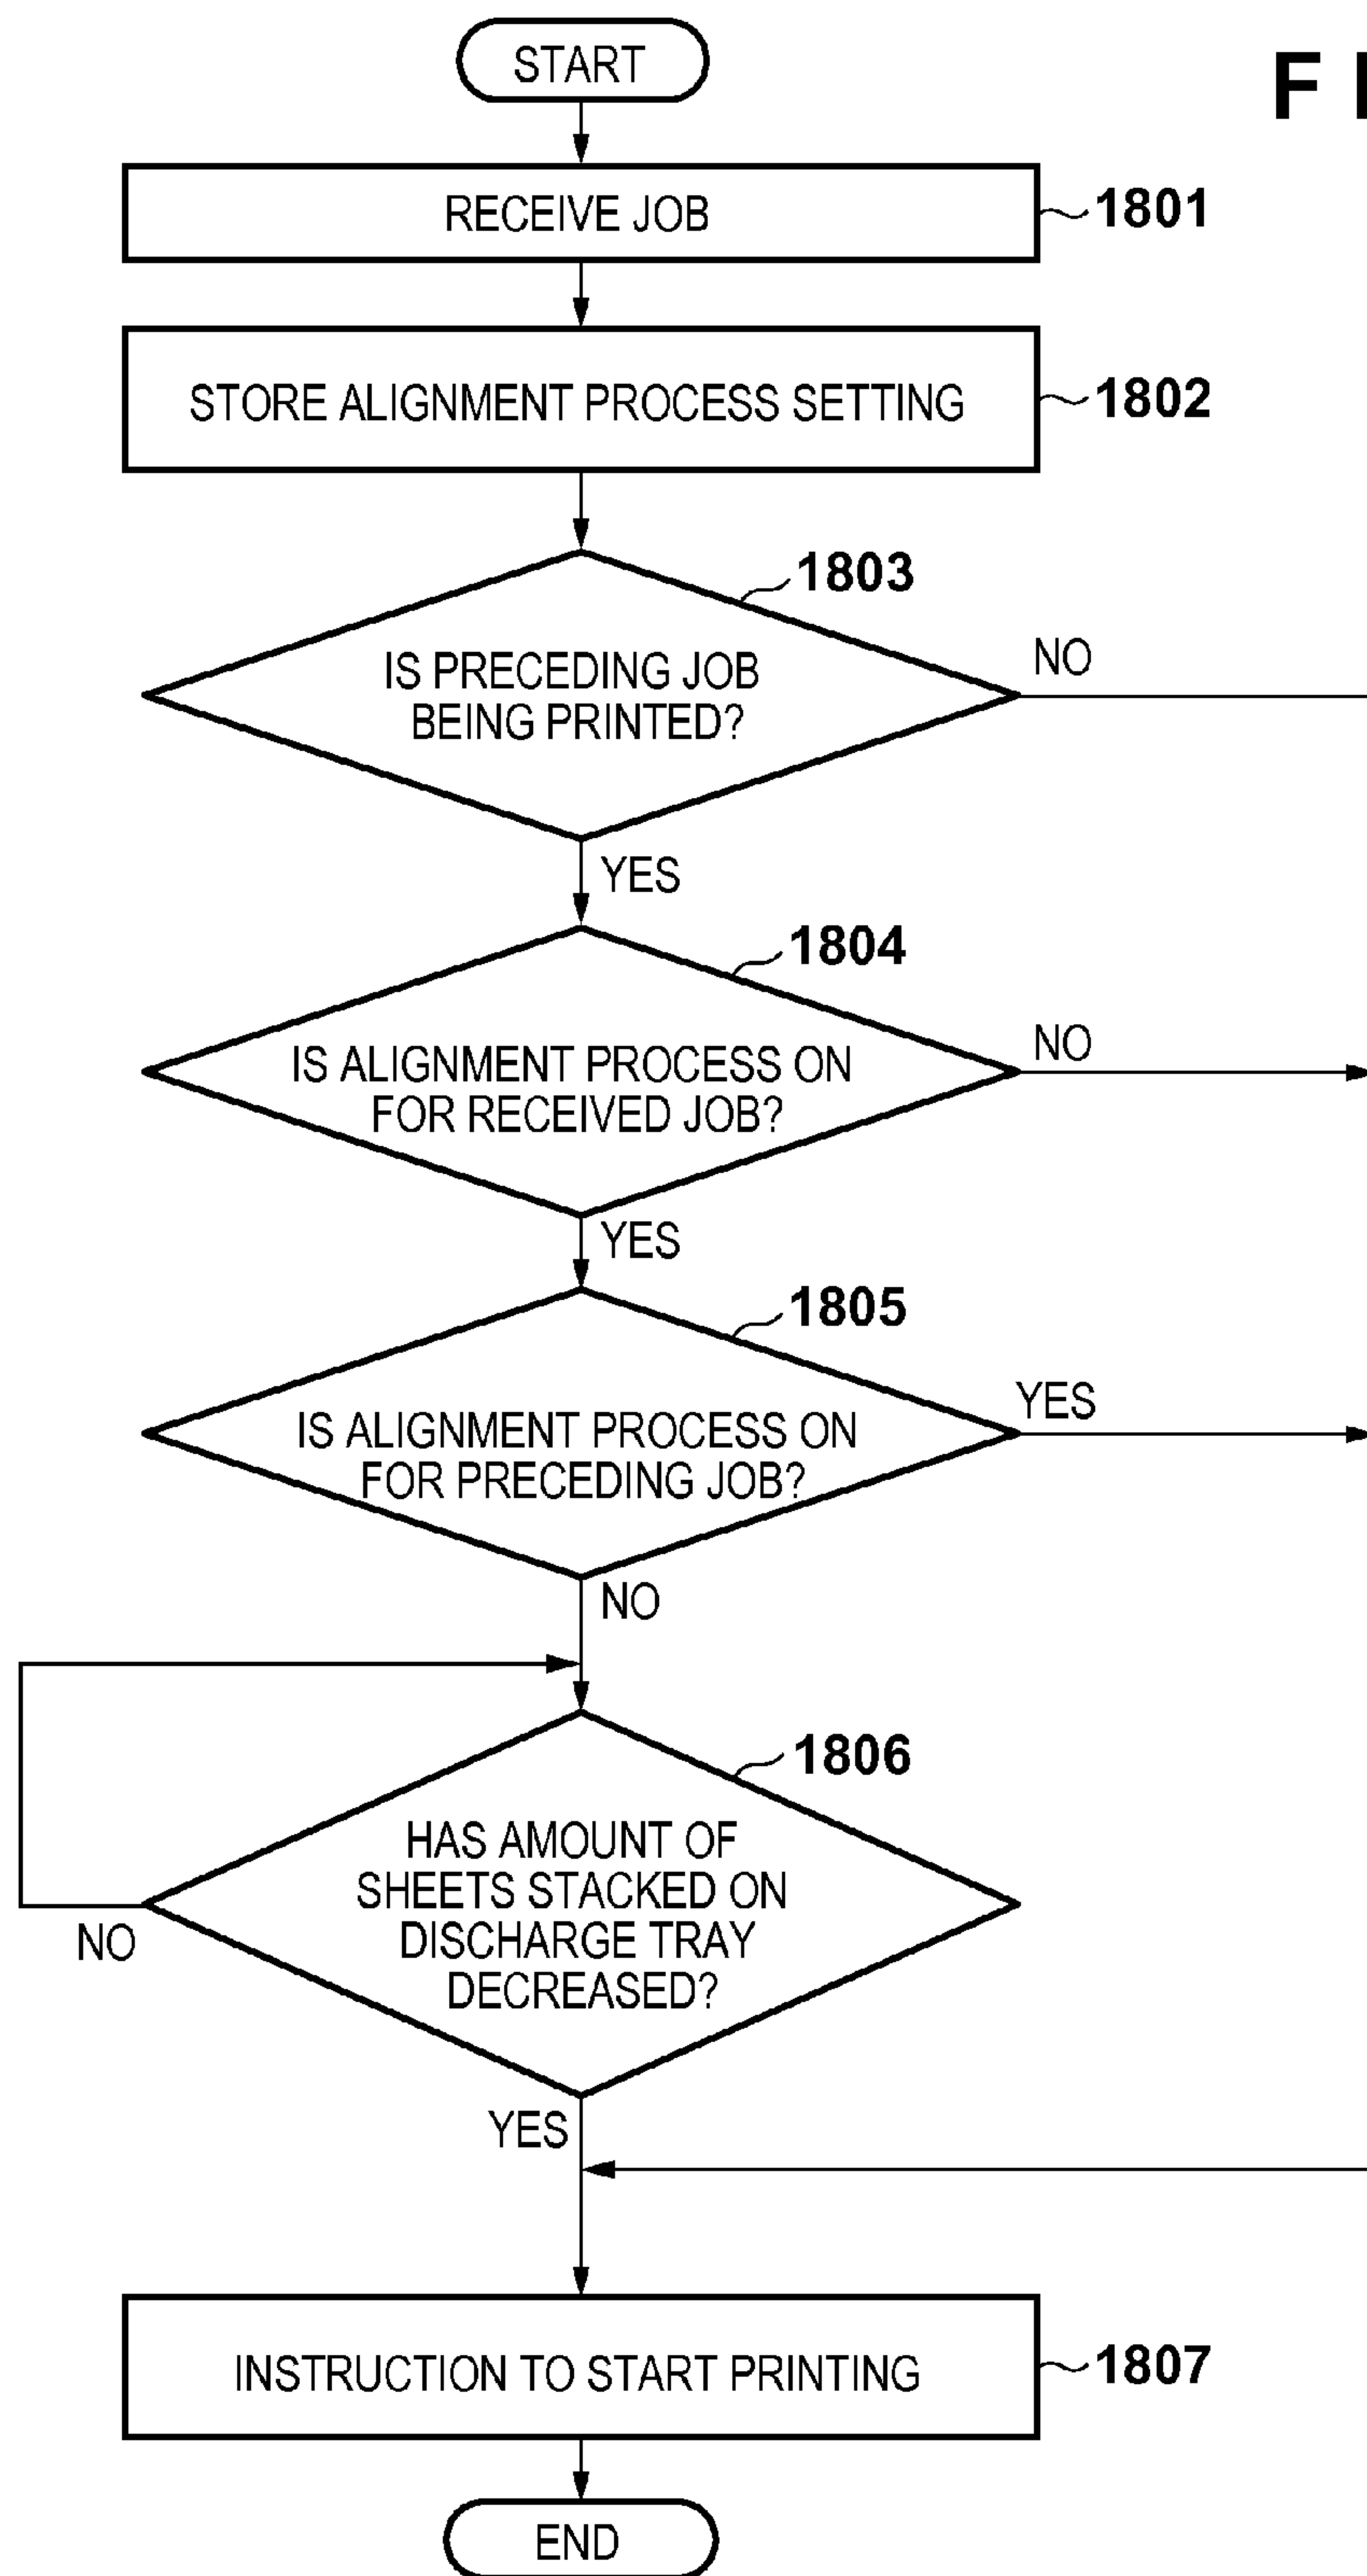 START
F I
RECEIVE JOB
1801
STORE ALIGNMENT PROCESS SETTING
1802
1803
IS PRECEDING JOB
BEING PRINTED?
NO
YES
1804
IS ALIGNMENT PROCESS ON
FOR RECEIVED JOB?
NO
YES
1805
IS ALIGNMENT PROCESS ON
FOR PRECEDING JOB?
YES
NO
1806
HAS AMOUNT OF
SHEETS STACKED ON
DISCHARGE TRAY
DECREASED?
NO
YES
INSTRUCTION TO START PRINTING
1807
END